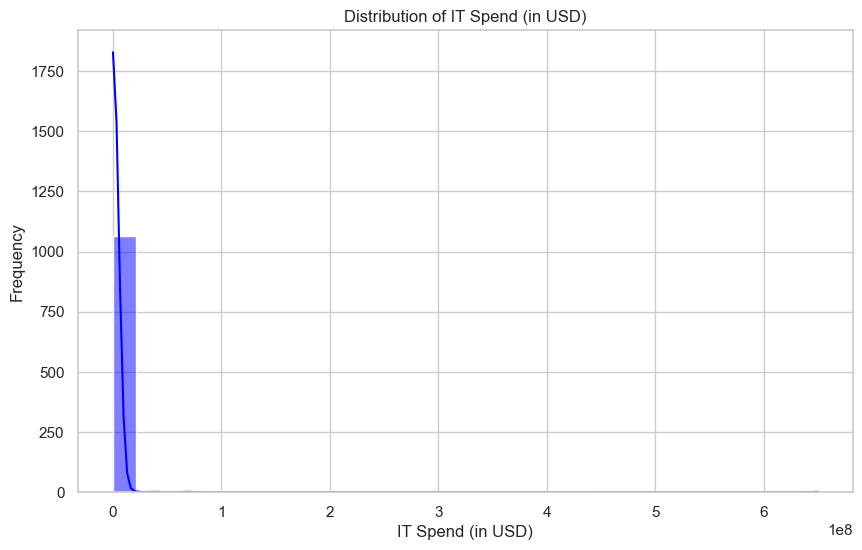 Distribution of IT Spend (in USD)
1750
1500
1250
1000
750
500
250
0
Frequency
0 1 2 3 4 5 6
1e8
IT Spend (in USD)